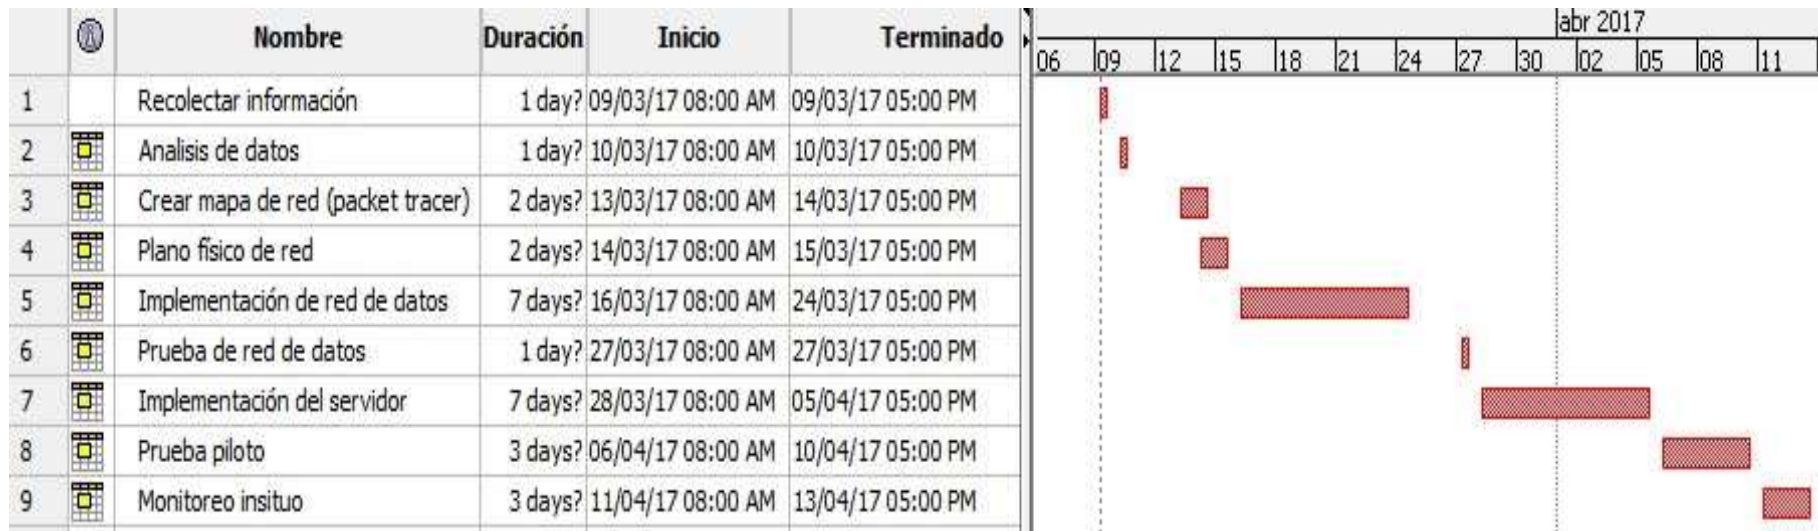 abr 2017
Nombre Duración Inicio Terminado
06 09 12 15 18 21 24 27 30 02 05 08 11
1 Recolectar información 1 day? 09/03/17 08:00 AM 09/03/17 05:00 PM
2 Analisis de datos 1 day? 10/03/17 08:00 AM 10/03/17 05:00 PM
3 Crear mapa de red (packet tracer) 2 days? 13/03/17 08:00 AM 14/03/17 05:00 PM
4 Plano físico de red 2 days? 14/03/17 08:00 AM 15/03/17 05:00 PM
5 Implementación de red de datos 7 days? 16/03/17 08:00 AM 24/03/17 05:00 PM
6 Prueba de red de datos 1 day? 27/03/17 08:00 AM 27/03/17 05:00 PM
7 Implementación del servidor 7 days? 28/03/17 08:00 AM 05/04/17 05:00 PM
8 Prueba piloto 3 days? 06/04/17 08:00 AM 10/04/17 05:00 PM
9 Monitoreo insituo 3 days? 11/04/17 08:00 AM 13/04/17 05:00 PM